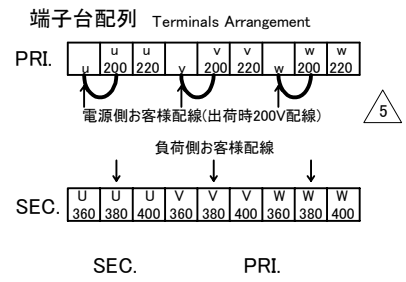 端子台配列 Terminals Arrangement
PRI. u u 200 u 220 v v 200 v 220 w w 200 w 220
電源側お客様配線(出荷時200V配線)
5
負荷側お客様配線
SEC. U 360 U 380 U 400 V 360 V 380 V 400 W 360 W 380 W 400
SEC. PRI.